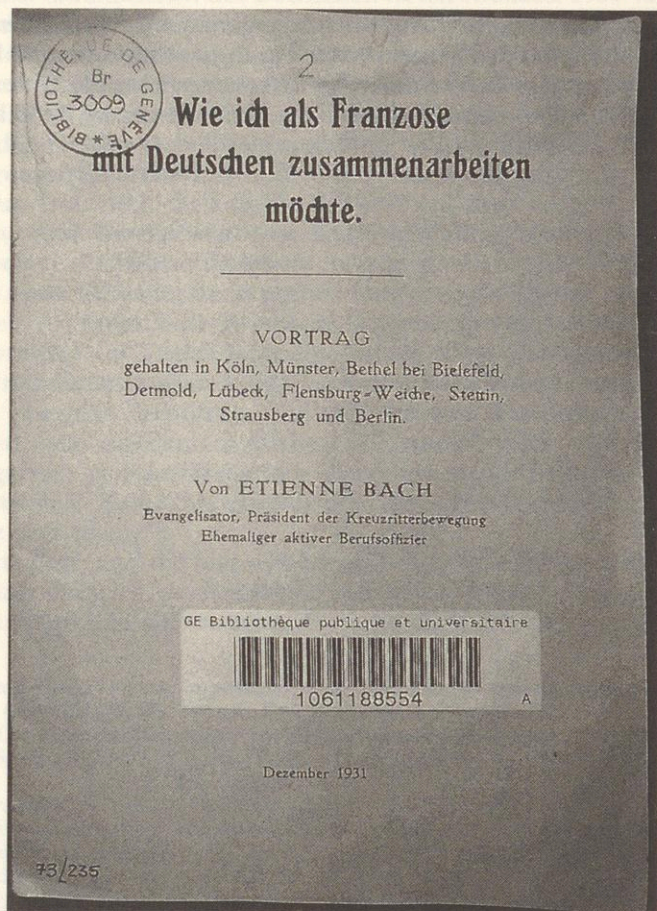 BIBLIOTHÈQUE DE GENÈVE *
Br
3009
2
Wie ich als Franzose
mit Deutschen zusammenarbeiten
möchte.
VORTRAG
gehalten in Köln, Münster, Bethel bei Bielefeld,
Detmold, Lübeck, Flensburg-Weiche, Stettin,
Strausberg und Berlin.
Von ETIENNE BACH
Evangelisator, Präsident der Kreuzritterbewegung
Ehemaliger aktiver Berufsoffizier
GE Bibliothèque publique et universitaire
1061188554 A
Dezember 1931
73/235